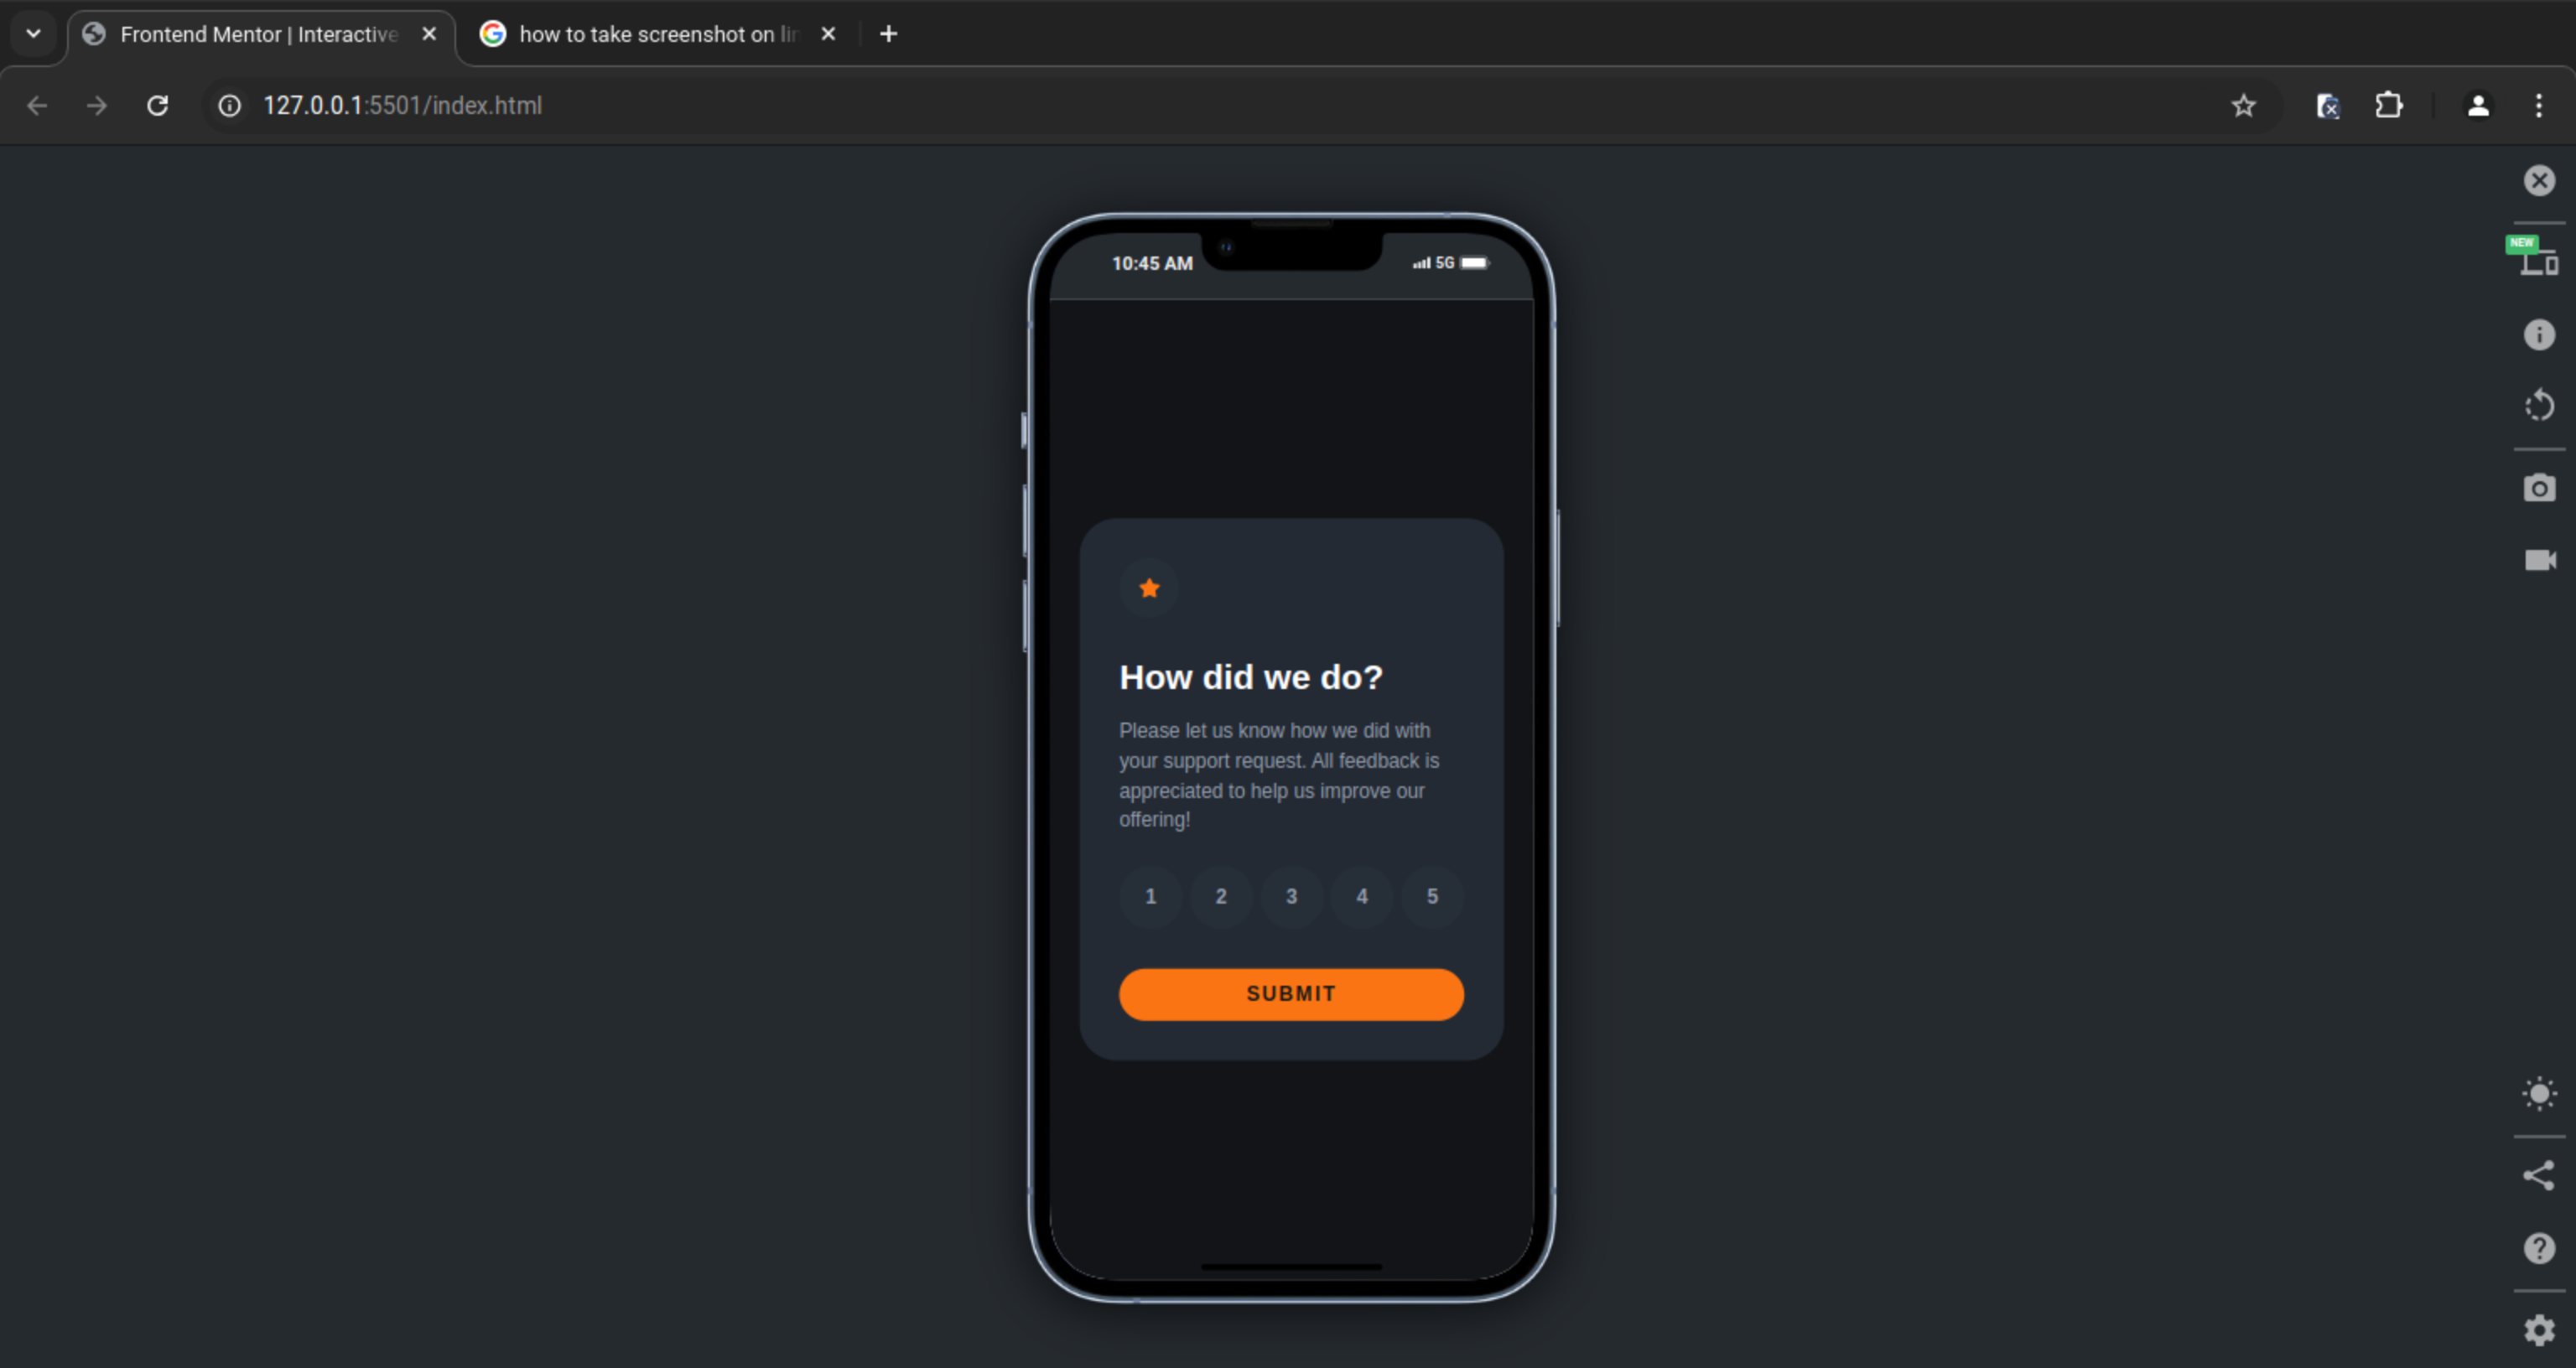 Frontend Mentor | Interactive
how to take screenshot on lin
127.0.0.1:5501/index.html
NEW
10:45 AM
5G
How did we do?
Please let us know how we did with
your support request. All feedback is
appreciated to help us improve our
offering!
1 2 3 4 5
SUBMIT